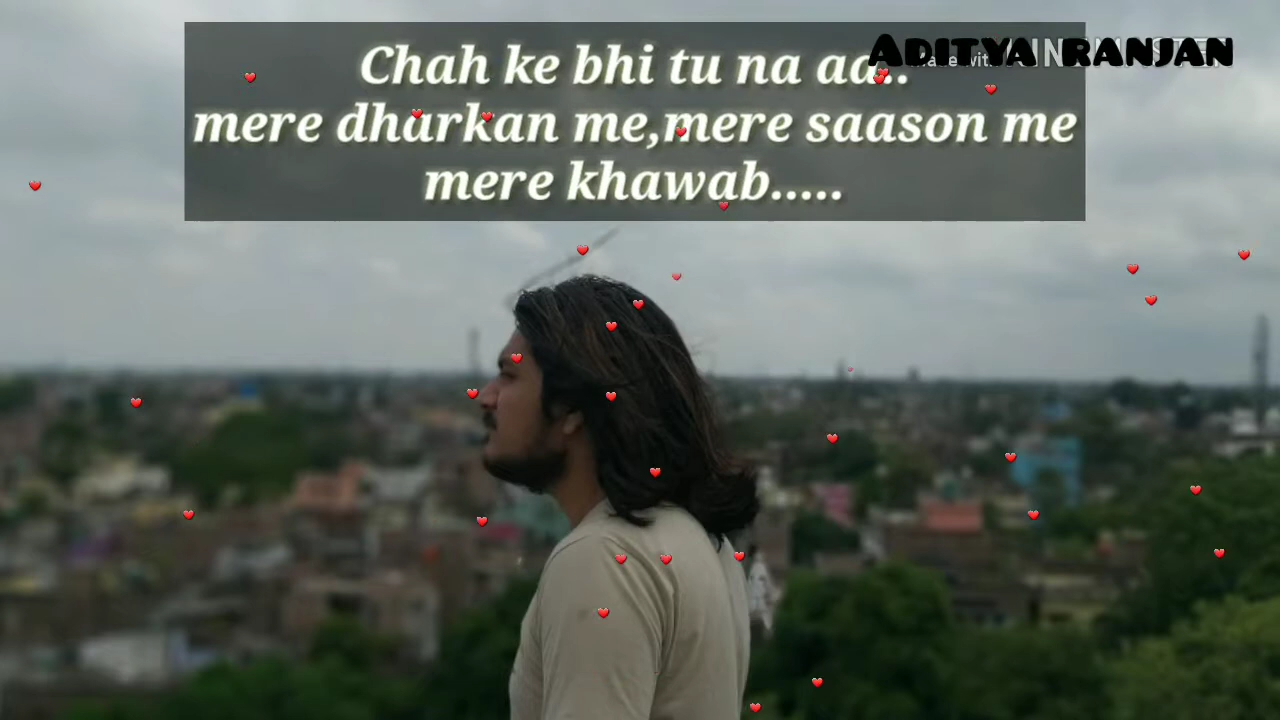 Chah ke bhi tu na aa...
mere dharkan me,mere saason me
mere khawab.....
ADITYA RANJAN